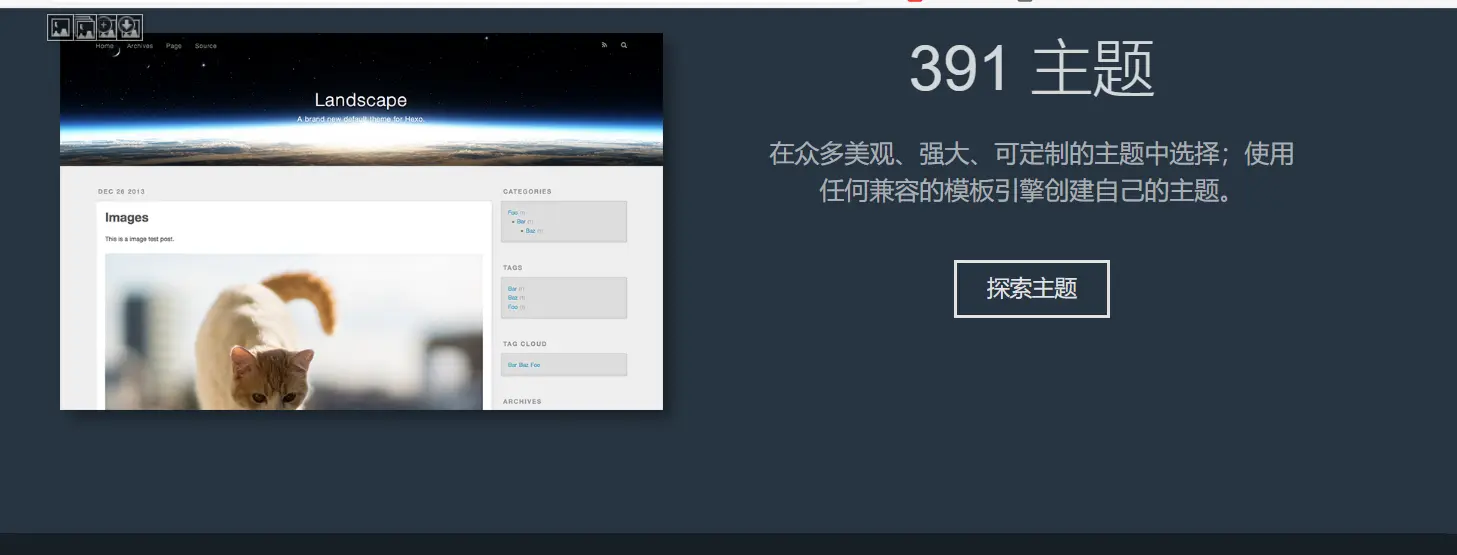 Home Archives Page Source
Landscape
A brand new default theme for Hexo.
DEC 26 2013
Images
This is a image test post.
CATEGORIES
Foo (1)
Bar (1)
Baz (1)
TAGS
Bar (1)
Baz (1)
Foo (1)
TAG CLOUD
Bar Baz Foo
ARCHIVES
391 主题
在众多美观、强大、可定制的主题中选择；使用
任何兼容的模板引擎创建自己的主题。
探索主题